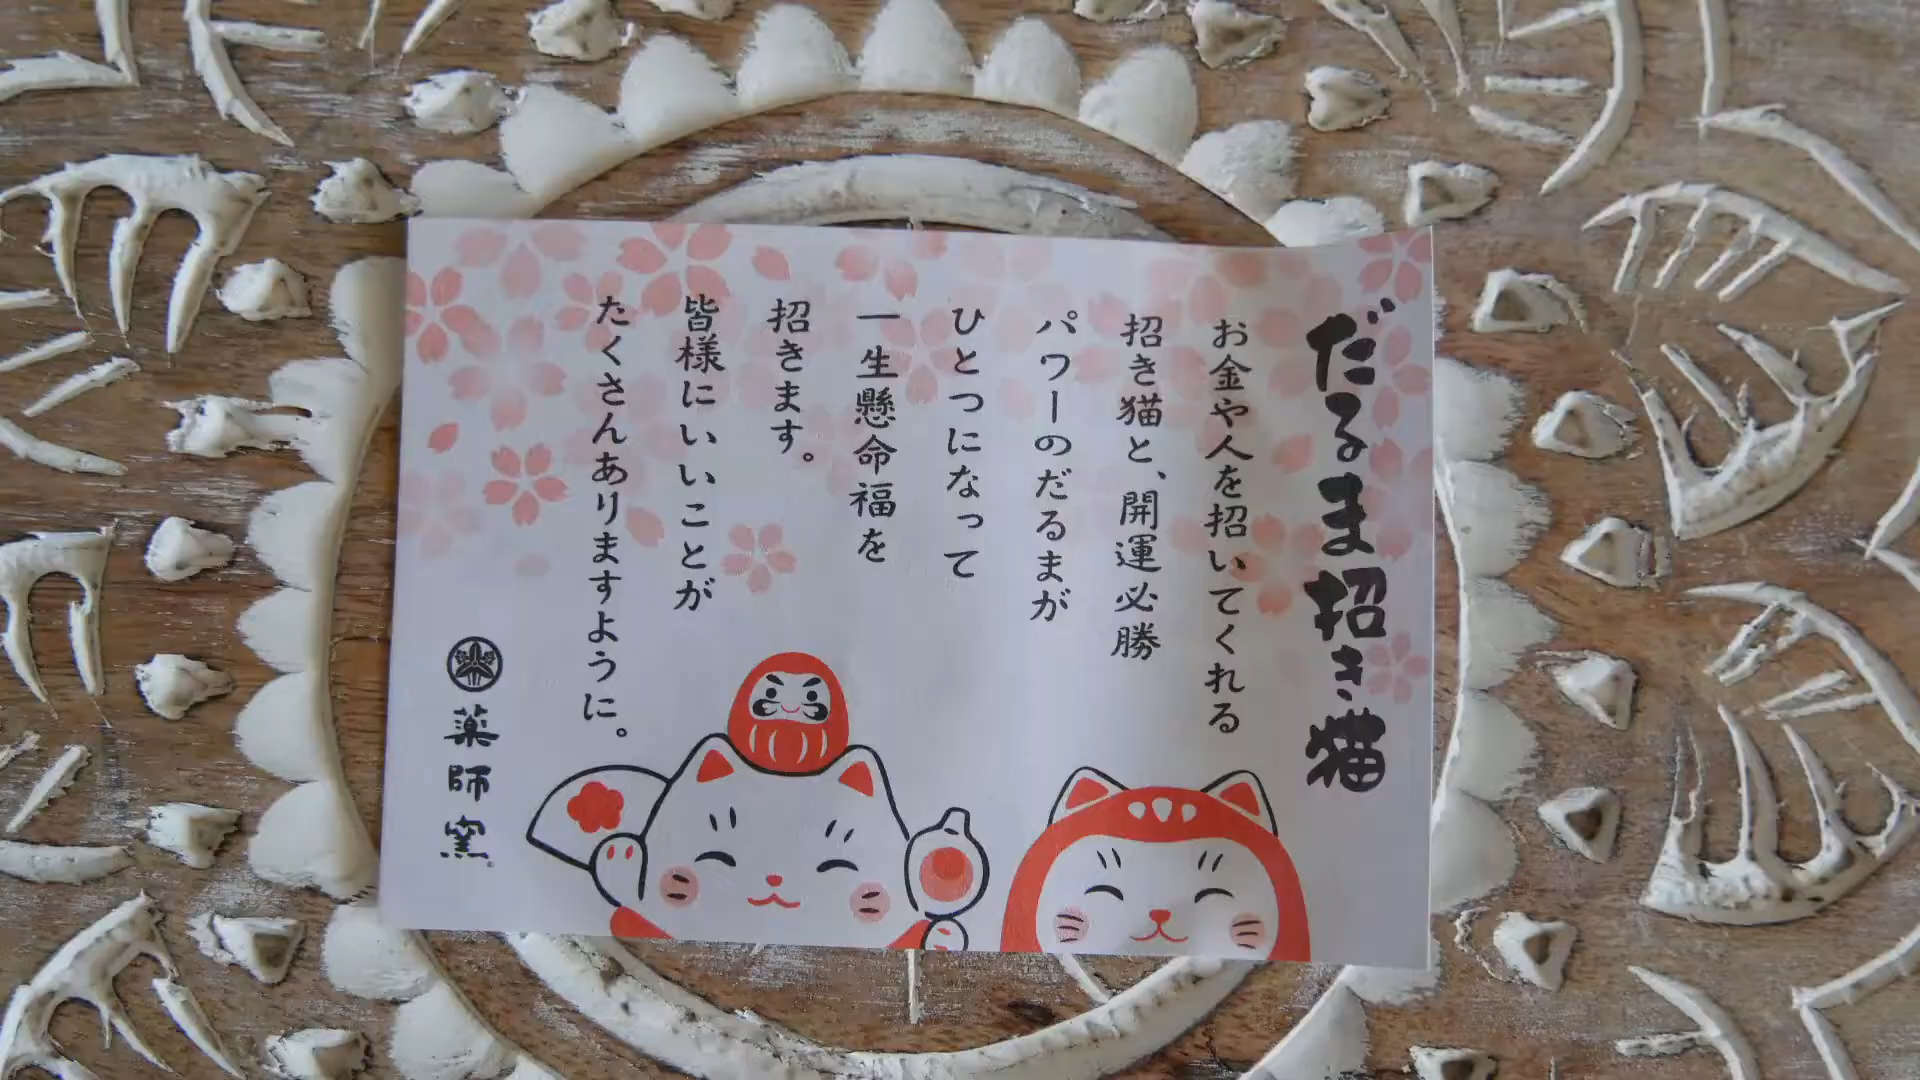 だるま招き猫
お金や人を招いてくれる
招き猫と、開運必勝
パワーのだるまが
ひとつになって
一生懸命福を
招きます。
皆様にいいことが
たくさんありますように。
薬師窯